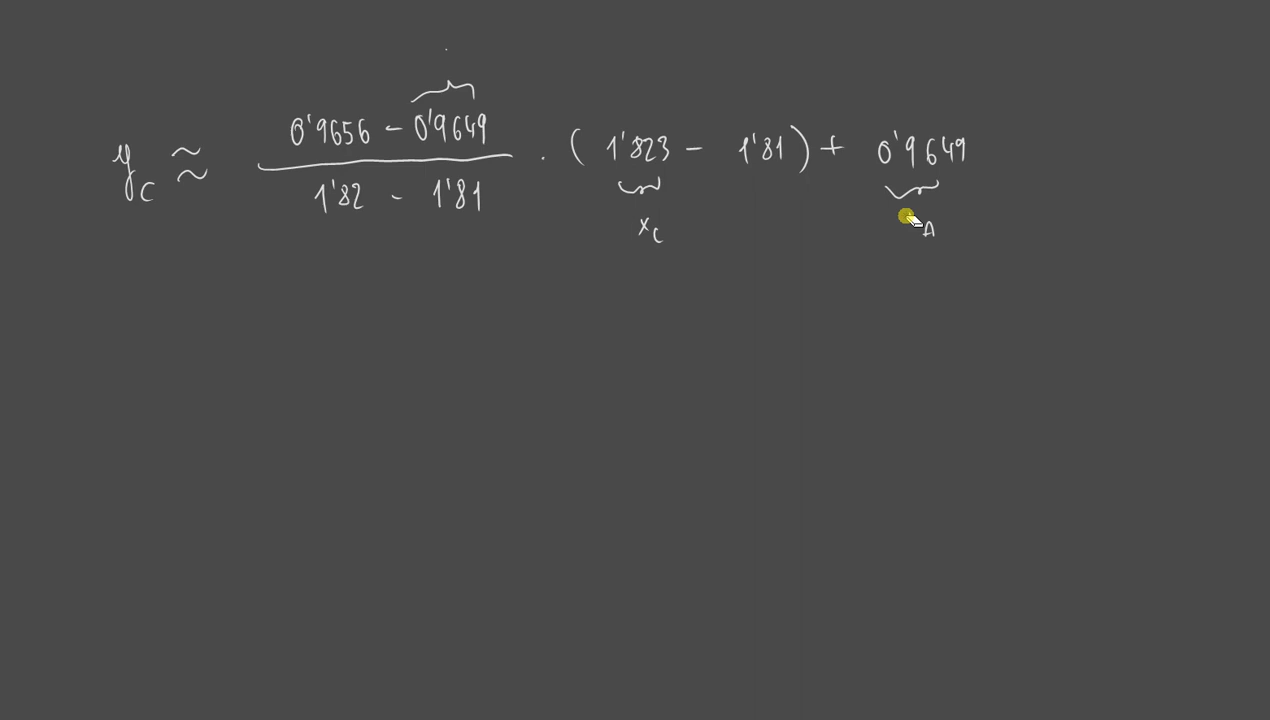 y_C ≈ (0'9656 - 0'9649) / (1'82 - 1'81) · (1'823 - 1'81) + 0'9649
x_C A